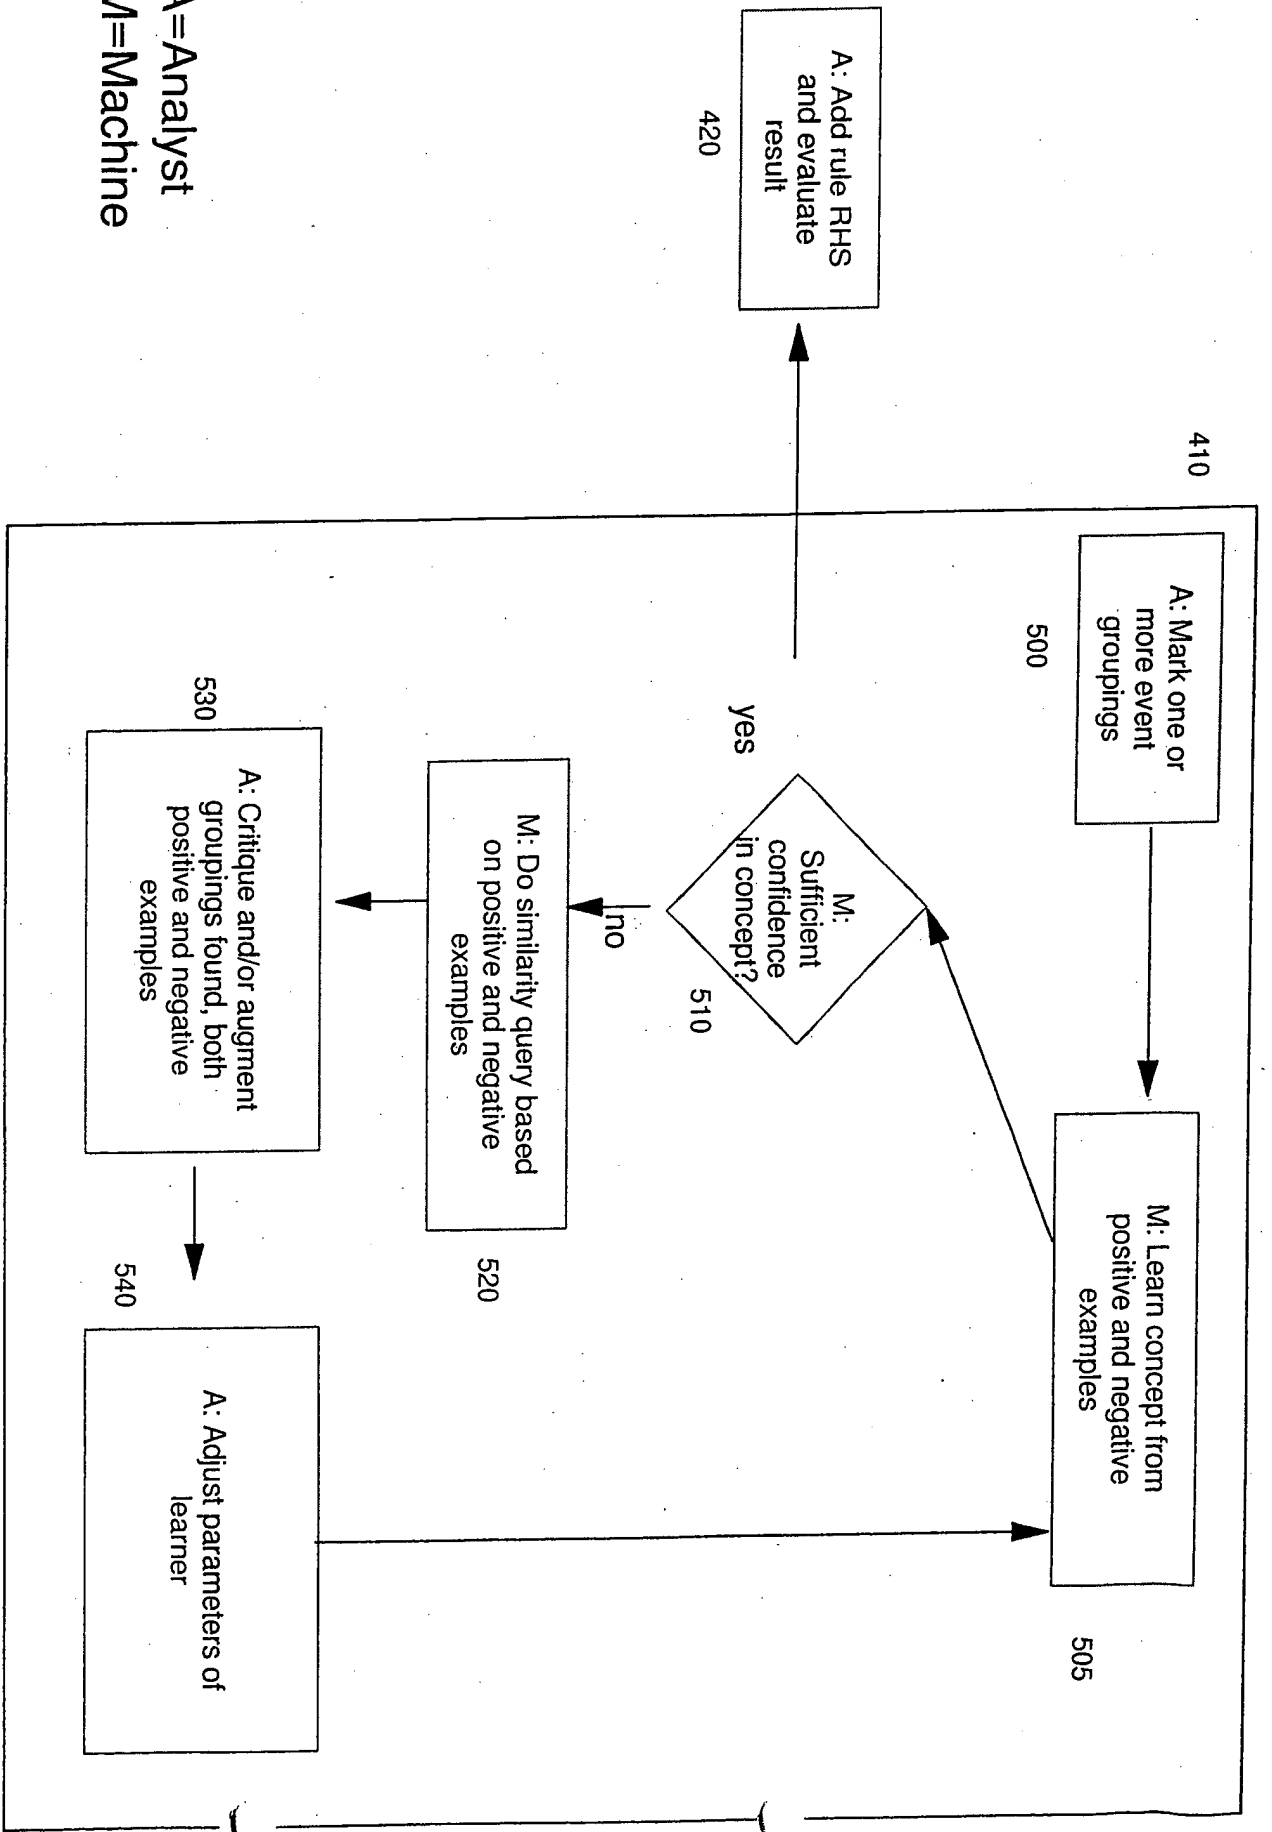 410
A: Mark one or
more event
groupings
500
M: Learn concept from
positive and negative
examples
505
A: Add rule RHS
and evaluate
result
420
yes
M:
Sufficient
confidence
in concept?
510
no
M: Do similarity query based
on positive and negative
examples
520
530
A: Critique and/or augment
groupings found, both
positive and negative
examples
540
A: Adjust parameters of
learner
A=Analyst
M=Machine